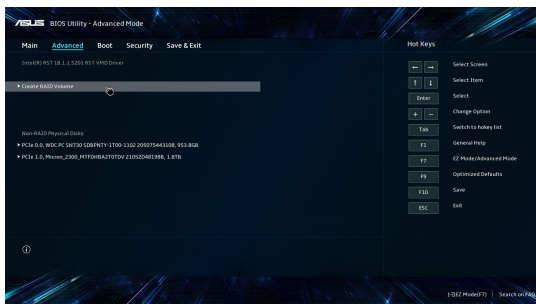 ASUS BIOS Utility - Advanced Mode
Main Advanced Boot Security Save & Exit
Intel(R) RST 18.1.1.5201 RST VMD Driver
Create RAID Volume
Non-RAID Physical Disks:
PCIe 0.0, WDC PC SN730 SDBPNTY-1T00-1102 205075443108, 953.8GB
PCIe 1.0, Micron_2300_MTFDHBA2T0TDV 21052D48198B, 1.8TB
Hot Keys
← → Select Screen
↑ ↓ Select Item
Enter Select
+ − Change Option
Tab Switch to hokey list
F1 General Help
F7 EZ Mode/Advanced Mode
F9 Optimized Defaults
F10 Save
ESC Exit
EZ Mode(F7) | Search on FAQ